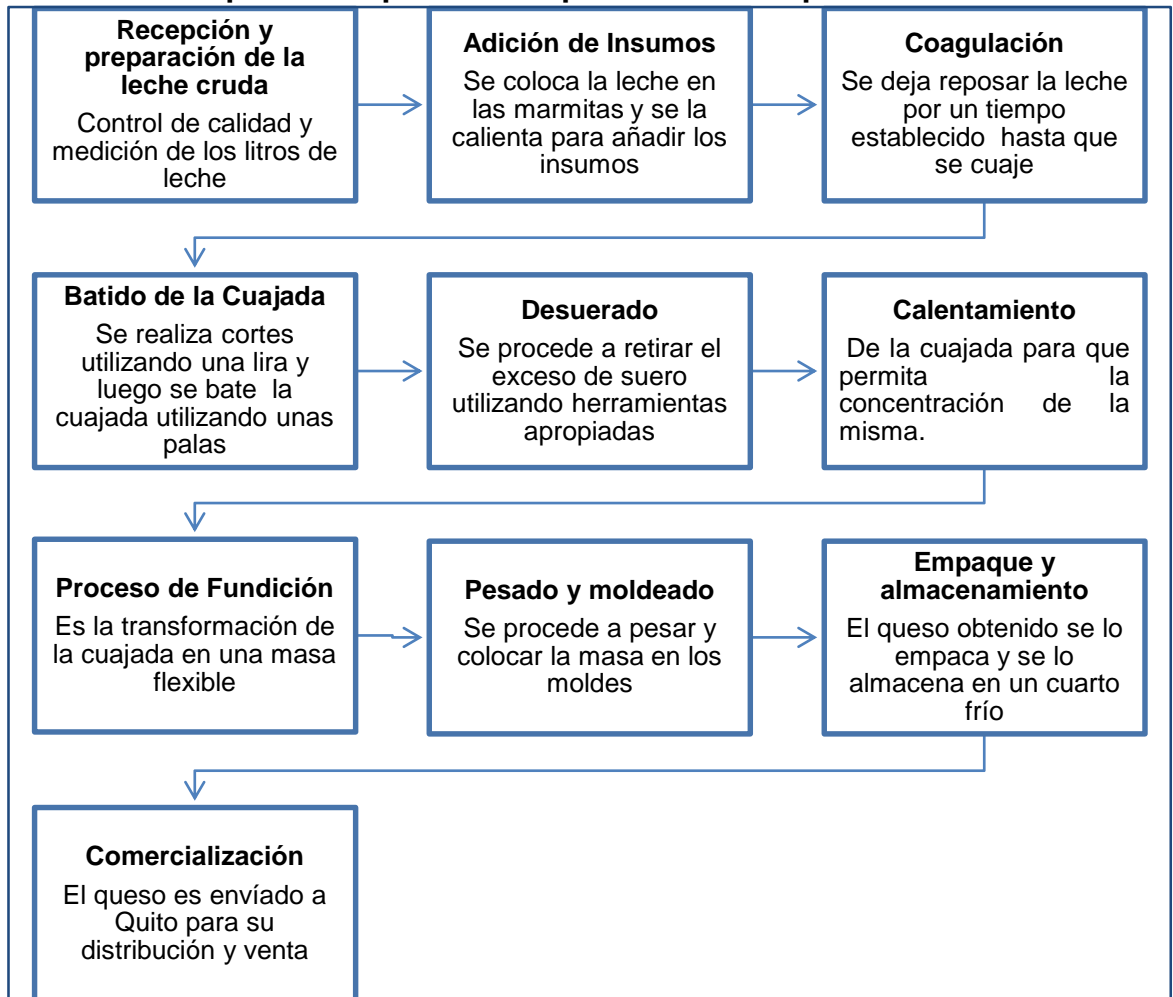 Recepción y
preparación de la
leche cruda
Control de calidad y
medición de los litros de
leche
Adición de Insumos
Se coloca la leche en
las marmitas y se la
calienta para añadir los
insumos
Coagulación
Se deja reposar la leche
por un tiempo
establecido hasta que
se cuaje
Batido de la Cuajada
Se realiza cortes
utilizando una lira y
luego se bate la
cuajada utilizando unas
palas
Desuerado
Se procede a retirar el
exceso de suero
utilizando herramientas
apropiadas
Calentamiento
De la cuajada para que
permita la
concentración de la
misma.
Proceso de Fundición
Es la transformación de
la cuajada en una masa
flexible
Pesado y moldeado
Se procede a pesar y
colocar la masa en los
moldes
Empaque y
almacenamiento
El queso obtenido se lo
empaca y se lo
almacena en un cuarto
frío
Comercialización
El queso es envíado a
Quito para su
distribución y venta